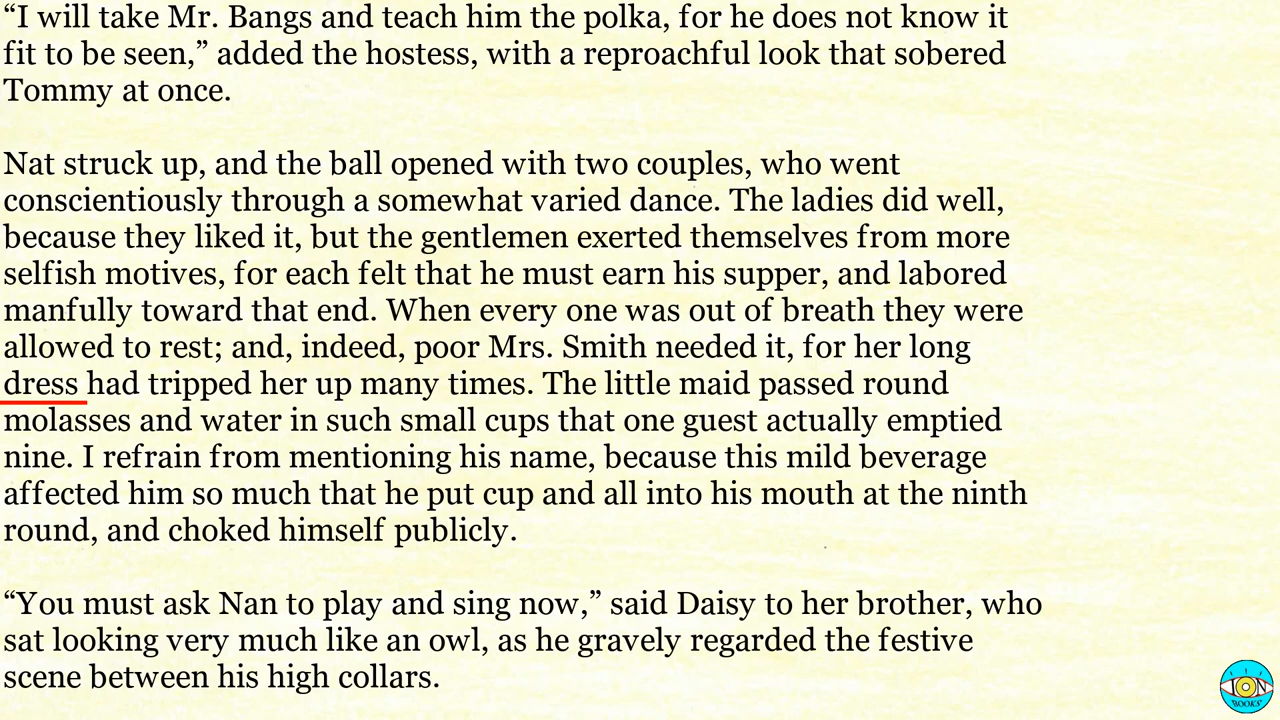 “I will take Mr. Bangs and teach him the polka, for he does not know it
fit to be seen,” added the hostess, with a reproachful look that sobered
Tommy at once.
Nat struck up, and the ball opened with two couples, who went
conscientiously through a somewhat varied dance. The ladies did well,
because they liked it, but the gentlemen exerted themselves from more
selfish motives, for each felt that he must earn his supper, and labored
manfully toward that end. When every one was out of breath they were
allowed to rest; and, indeed, poor Mrs. Smith needed it, for her long
dress had tripped her up many times. The little maid passed round
molasses and water in such small cups that one guest actually emptied
nine. I refrain from mentioning his name, because this mild beverage
affected him so much that he put cup and all into his mouth at the ninth
round, and choked himself publicly.
“You must ask Nan to play and sing now,” said Daisy to her brother, who
sat looking very much like an owl, as he gravely regarded the festive
scene between his high collars.
ION
BOOKS